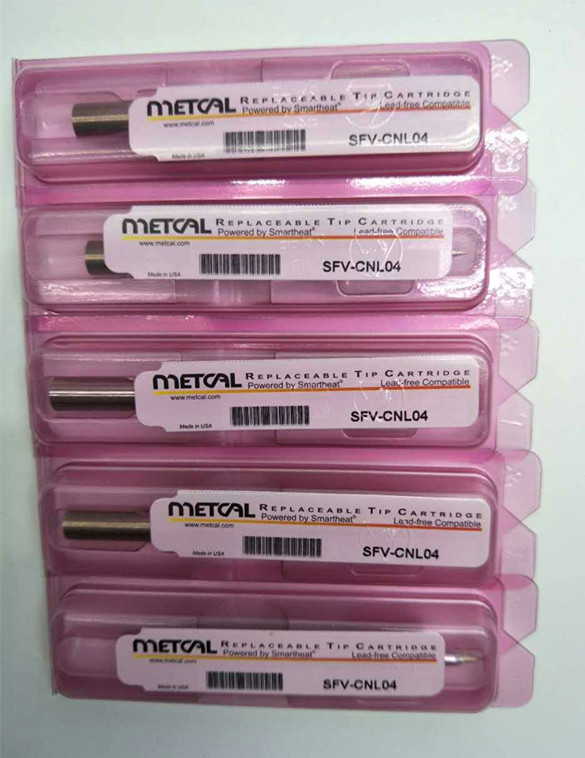 METCAL REPLACEABLE TIP CARTRIDGE
Powered by Smartheat® Lead-free Compatible
www.metcal.com
SFV-CNL04
Made in USA
METCAL REPLACEABLE TIP CARTRIDGE
Powered by Smartheat® Lead-free Compatible
www.metcal.com
SFV-CNL04
Made in USA
METCAL REPLACEABLE TIP CARTRIDGE
Powered by Smartheat® Lead-free Compatible
www.metcal.com
SFV-CNL04
Made in USA
METCAL REPLACEABLE TIP CARTRIDGE
Powered by Smartheat® Lead-free Compatible
www.metcal.com
SFV-CNL04
Made in USA
METCAL REPLACEABLE TIP CARTRIDGE
Powered by Smartheat® Lead-free Compatible
www.metcal.com
SFV-CNL04
Made in USA